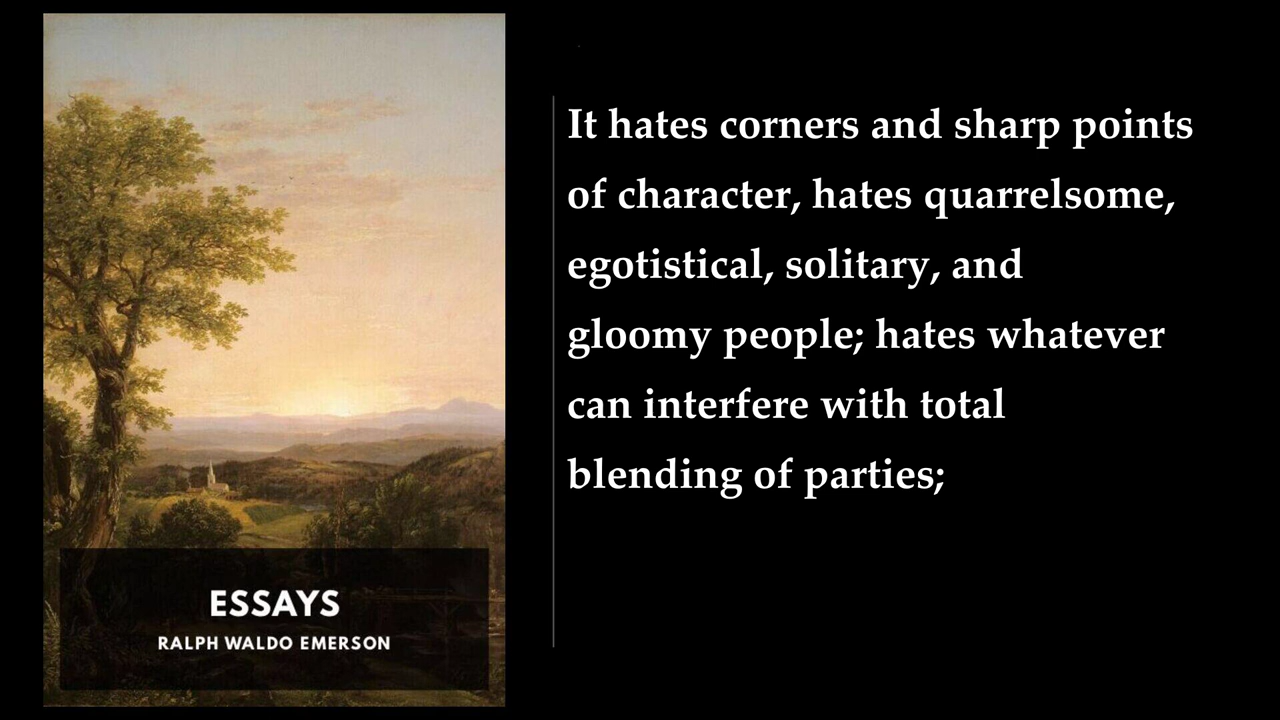 It hates corners and sharp points
of character, hates quarrelsome,
egotistical, solitary, and
gloomy people; hates whatever
can interfere with total
blending of parties;
ESSAYS
RALPH WALDO EMERSON